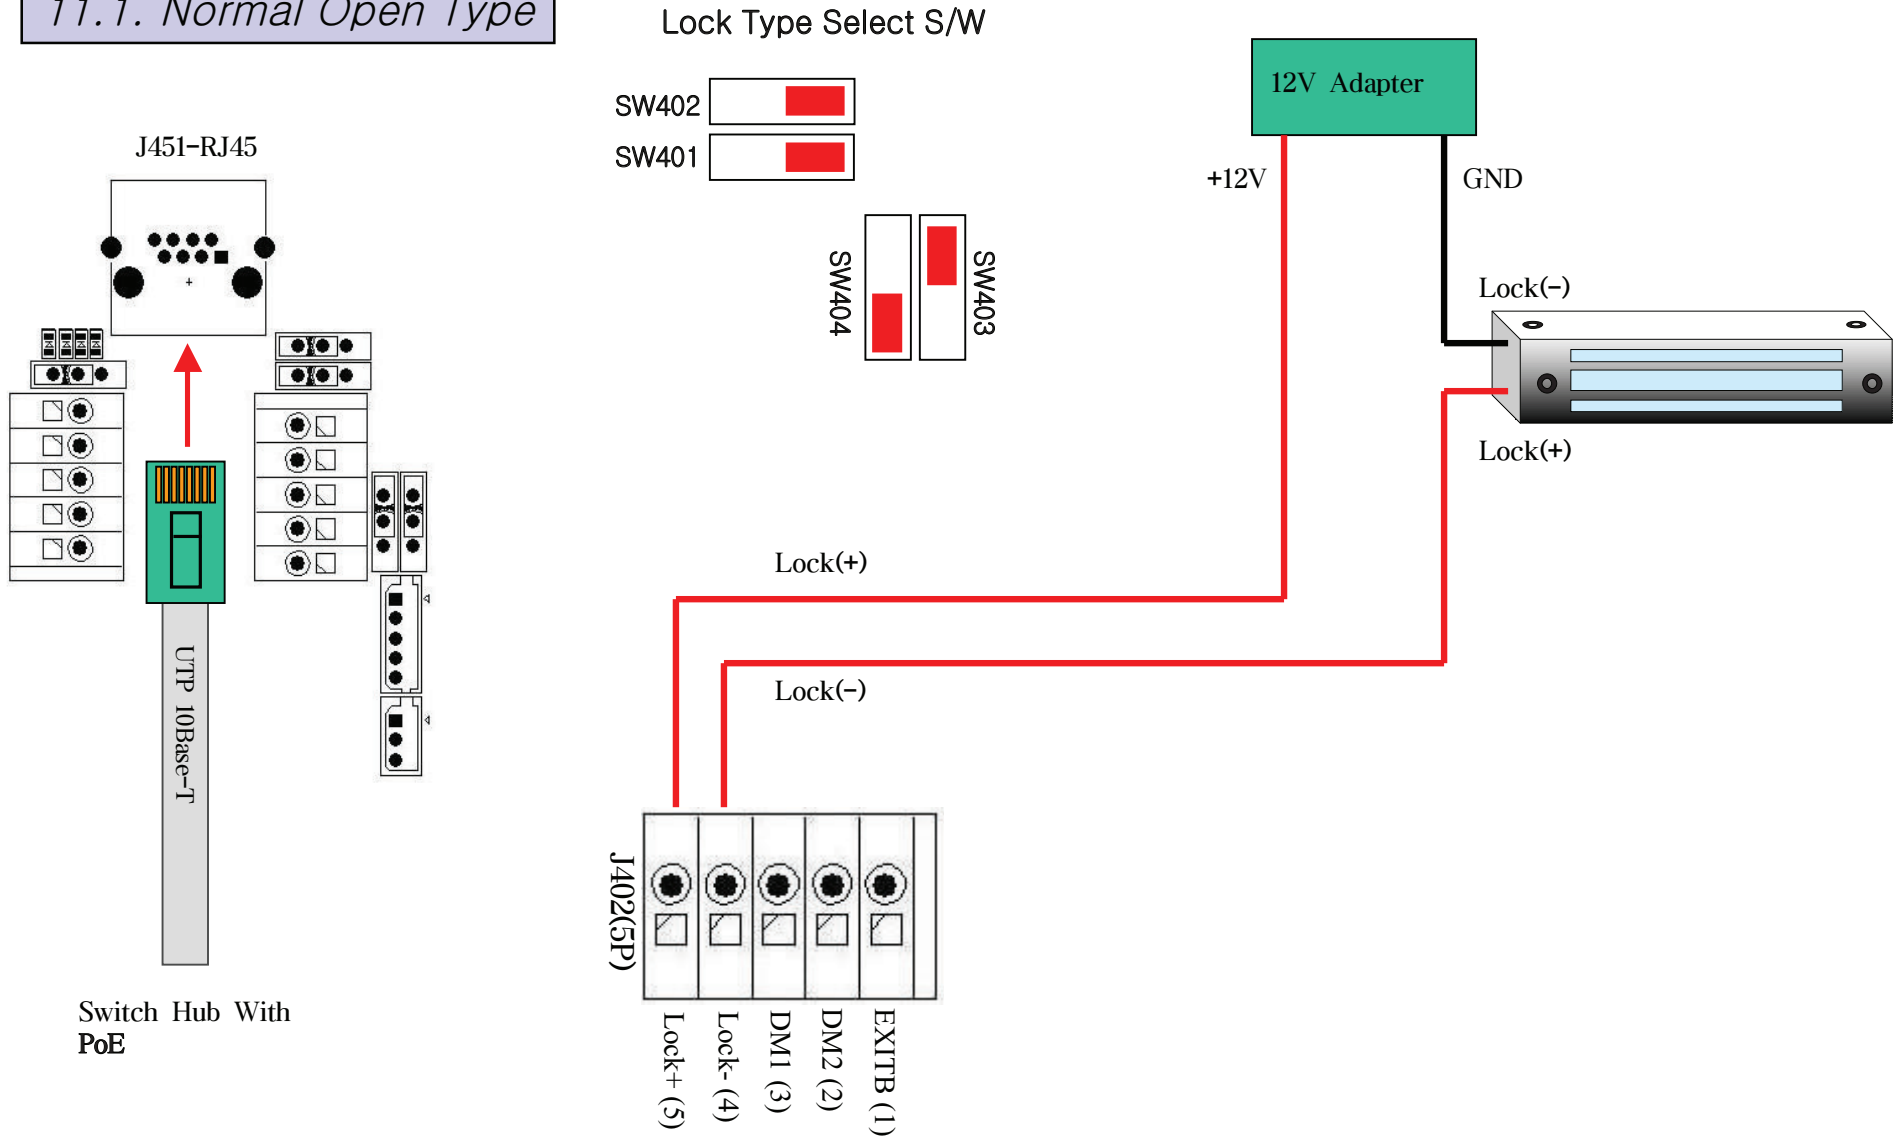 11.1. Normal Open Type
Lock Type Select S/W
12V Adapter
SW402
SW401
J451-RJ45
+12V
GND
SW404
SW403
Lock(-)
Lock(+)
Lock(+)
Lock(-)
UTP 10Base-T
J402(5P)
Switch Hub With
PoE
Lock+ (5)
Lock- (4)
DM1 (3)
DM2 (2)
EXITB (1)